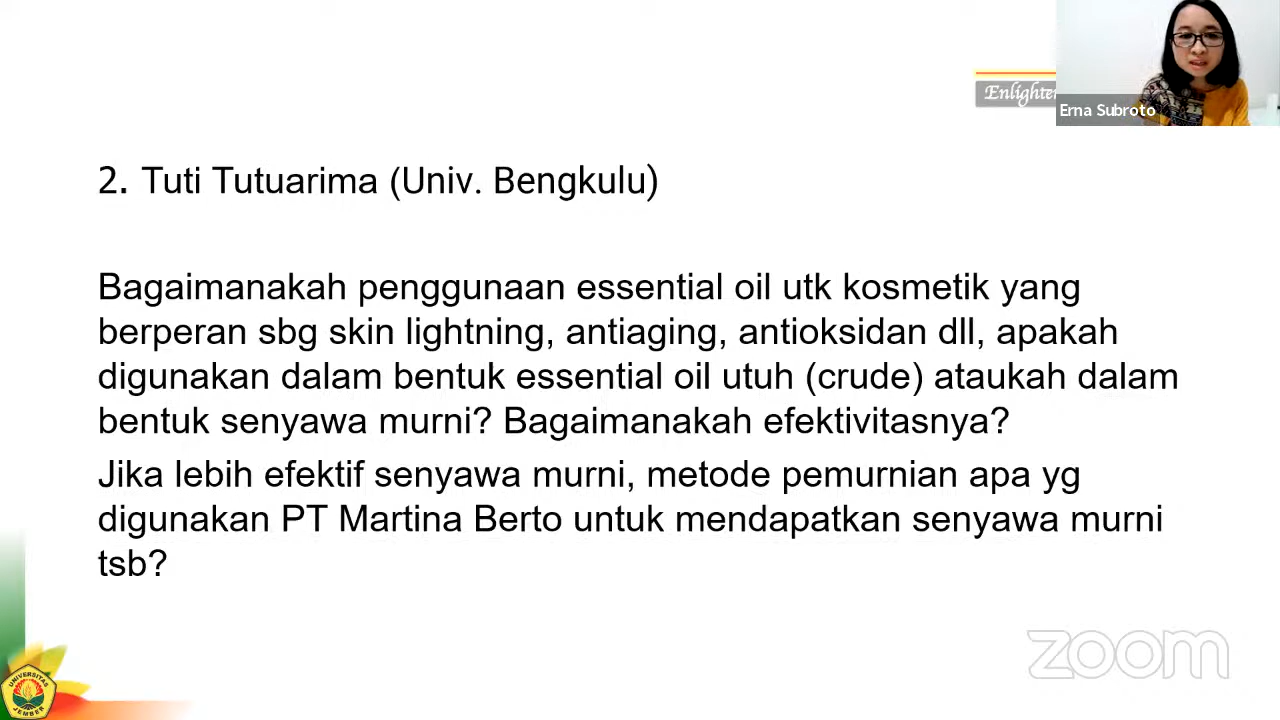 Enlighten
Erna Subroto
2. Tuti Tutuarima (Univ. Bengkulu)
Bagaimanakah penggunaan essential oil utk kosmetik yang
berperan sbg skin lightning, antiaging, antioksidan dll, apakah
digunakan dalam bentuk essential oil utuh (crude) ataukah dalam
bentuk senyawa murni? Bagaimanakah efektivitasnya?
Jika lebih efektif senyawa murni, metode pemurnian apa yg
digunakan PT Martina Berto untuk mendapatkan senyawa murni
tsb?
zoom
UNIVERSITAS
JEMBER